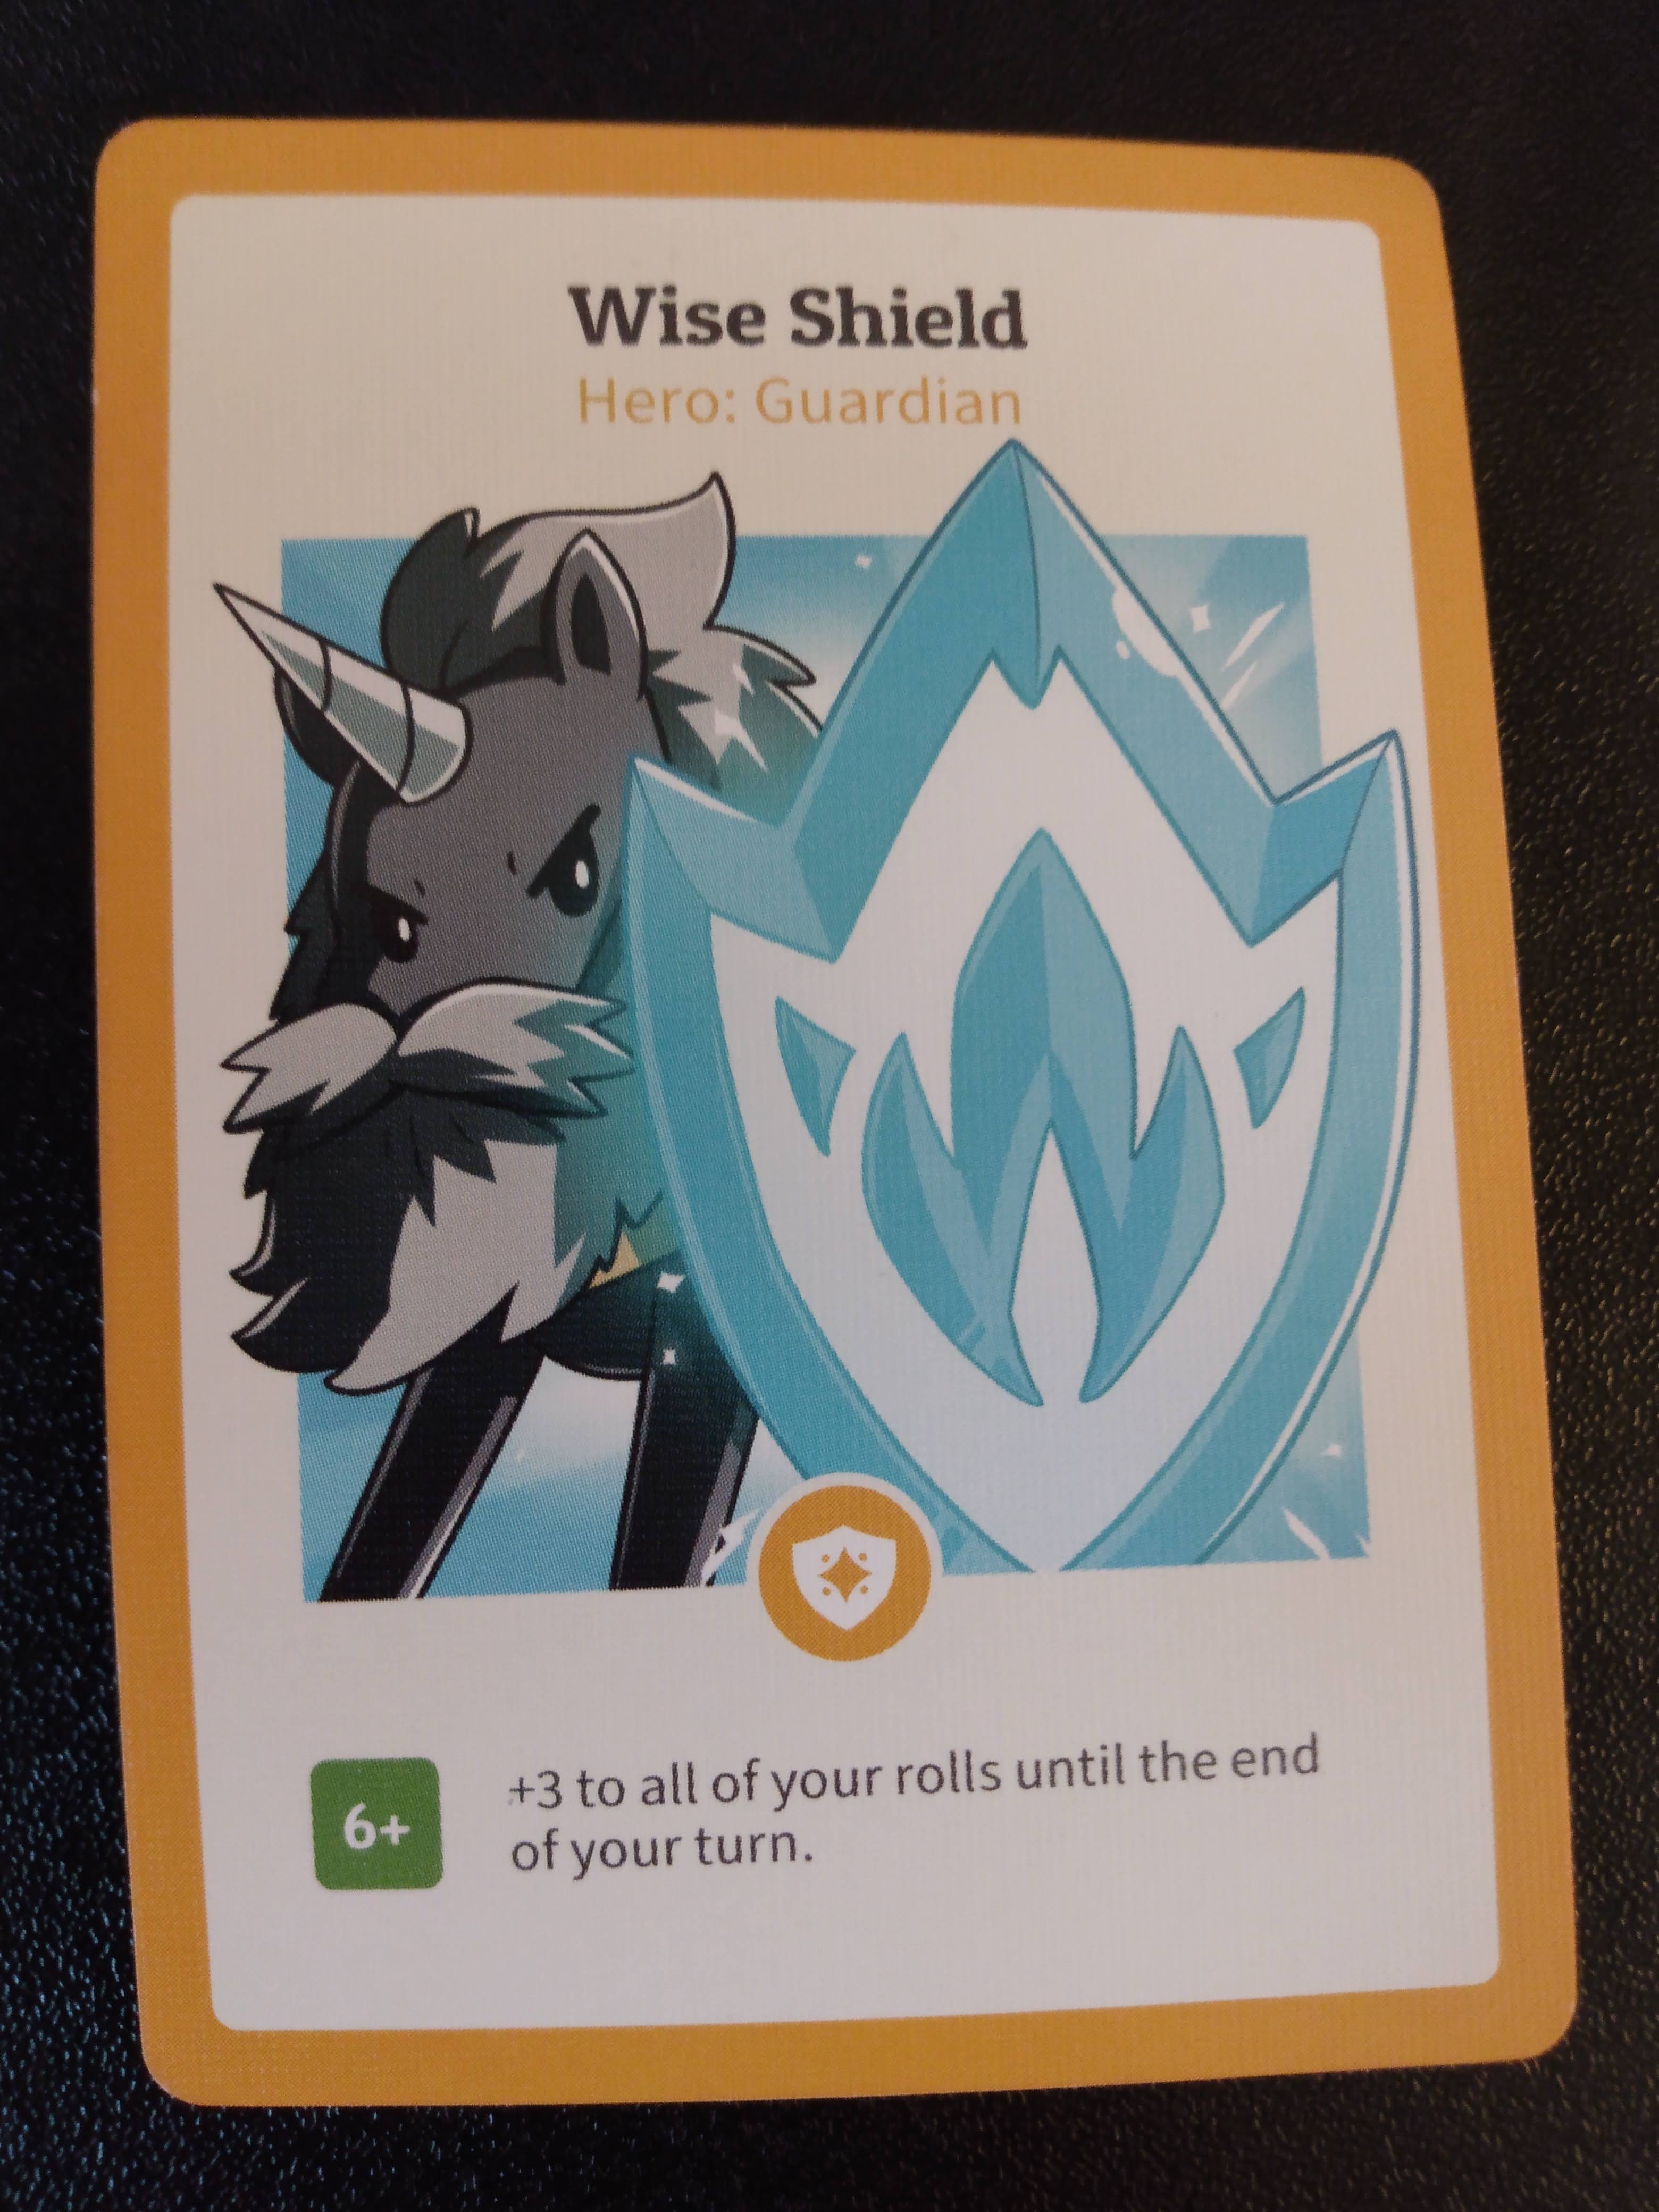 Wise Shield
Hero: Guardian
6+
+3 to all of your rolls until the end
of your turn.